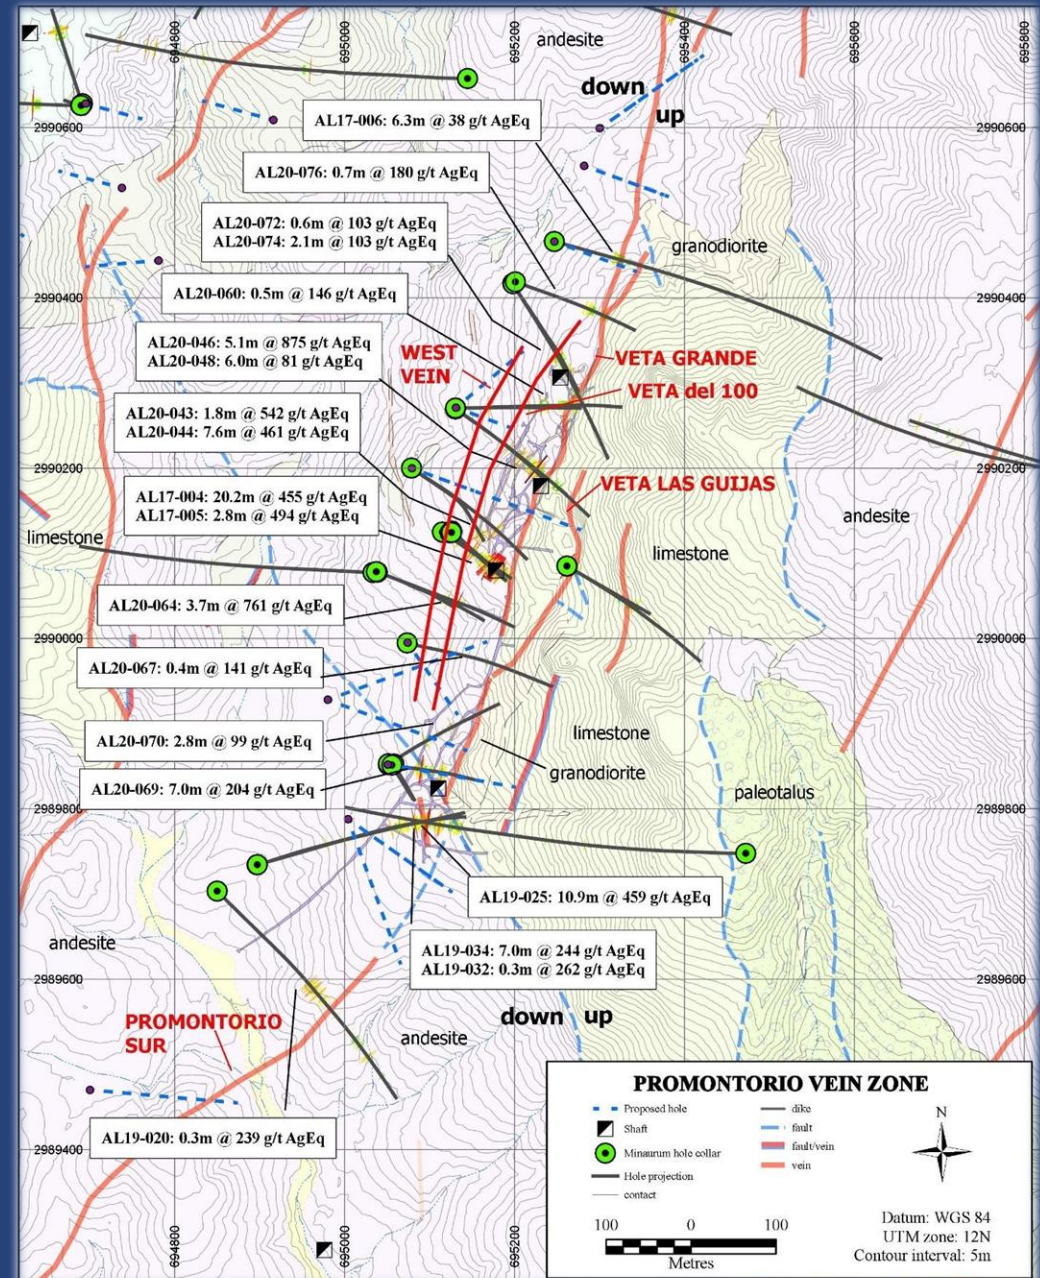 694800
695000
695200
695400
695800
andesite
down
up
2990600
AL17-006: 6.3m @ 38 g/t AgEq
AL20-076: 0.7m @ 180 g/t AgEq
AL20-072: 0.6m @ 103 g/t AgEq
AL20-074: 2.1m @ 103 g/t AgEq
granodiorite
AL20-060: 0.5m @ 146 g/t AgEq
2990400
AL20-046: 5.1m @ 875 g/t AgEq
AL20-048: 6.0m @ 81 g/t AgEq
WEST
VEIN
VETA GRANDE
VETA del 100
AL20-043: 1.8m @ 542 g/t AgEq
AL20-044: 7.6m @ 461 g/t AgEq
2990200
VETA LAS GUIJAS
AL17-004: 20.2m @ 455 g/t AgEq
AL17-005: 2.8m @ 494 g/t AgEq
andesite
limestone
limestone
AL20-064: 3.7m @ 761 g/t AgEq
2990000
AL20-067: 0.4m @ 141 g/t AgEq
AL20-070: 2.8m @ 99 g/t AgEq
limestone
granodiorite
AL20-069: 7.0m @ 204 g/t AgEq
paleotalus
2989800
AL19-025: 10.9m @ 459 g/t AgEq
andesite
AL19-034: 7.0m @ 244 g/t AgEq
AL19-032: 0.3m @ 262 g/t AgEq
2989600
down up
PROMONTORIO
SUR
andesite
AL19-020: 0.3m @ 239 g/t AgEq
2989400
694800
695000
695200
PROMONTORIO VEIN ZONE
Proposed hole
Shaft
Minaurum hole collar
Hole projection
contact
dike
fault
fault/vein
vein
N
100 0 100
Metres
Datum: WGS 84
UTM zone: 12N
Contour interval: 5m